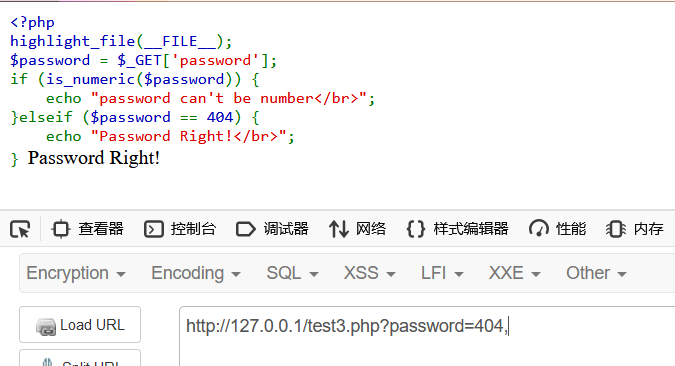 <?php
highlight_file(__FILE__);
$password = $_GET['password'];
if (is_numeric($password)) {
    echo "password can't be number</br>";
}elseif ($password == 404) {
    echo "Password Right!</br>";
} Password Right!
查看器 控制台 调试器 网络 样式编辑器 性能 内存
Encryption Encoding SQL XSS LFI XXE Other
Load URL http://127.0.0.1/test3.php?password=404,
Split URL